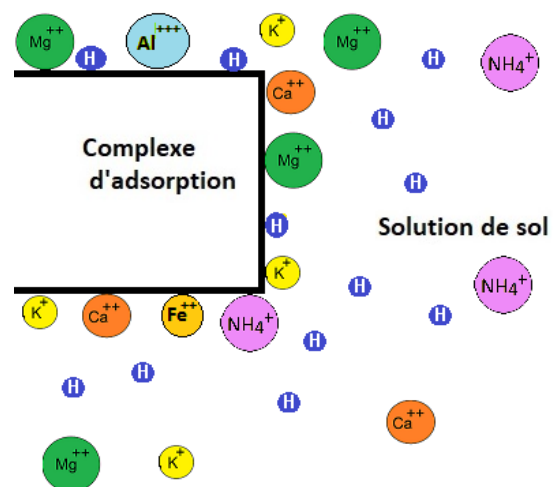 Mg++
H
Al+++
H
K+
Mg++
H
NH4+
Ca++
H
Complexe
d'adsorption
Mg++
H
H
Solution de sol
K+
H
NH4+
K+
Ca++
Fe++
NH4+
H
H
H
H
H
Ca++
Mg++
K+